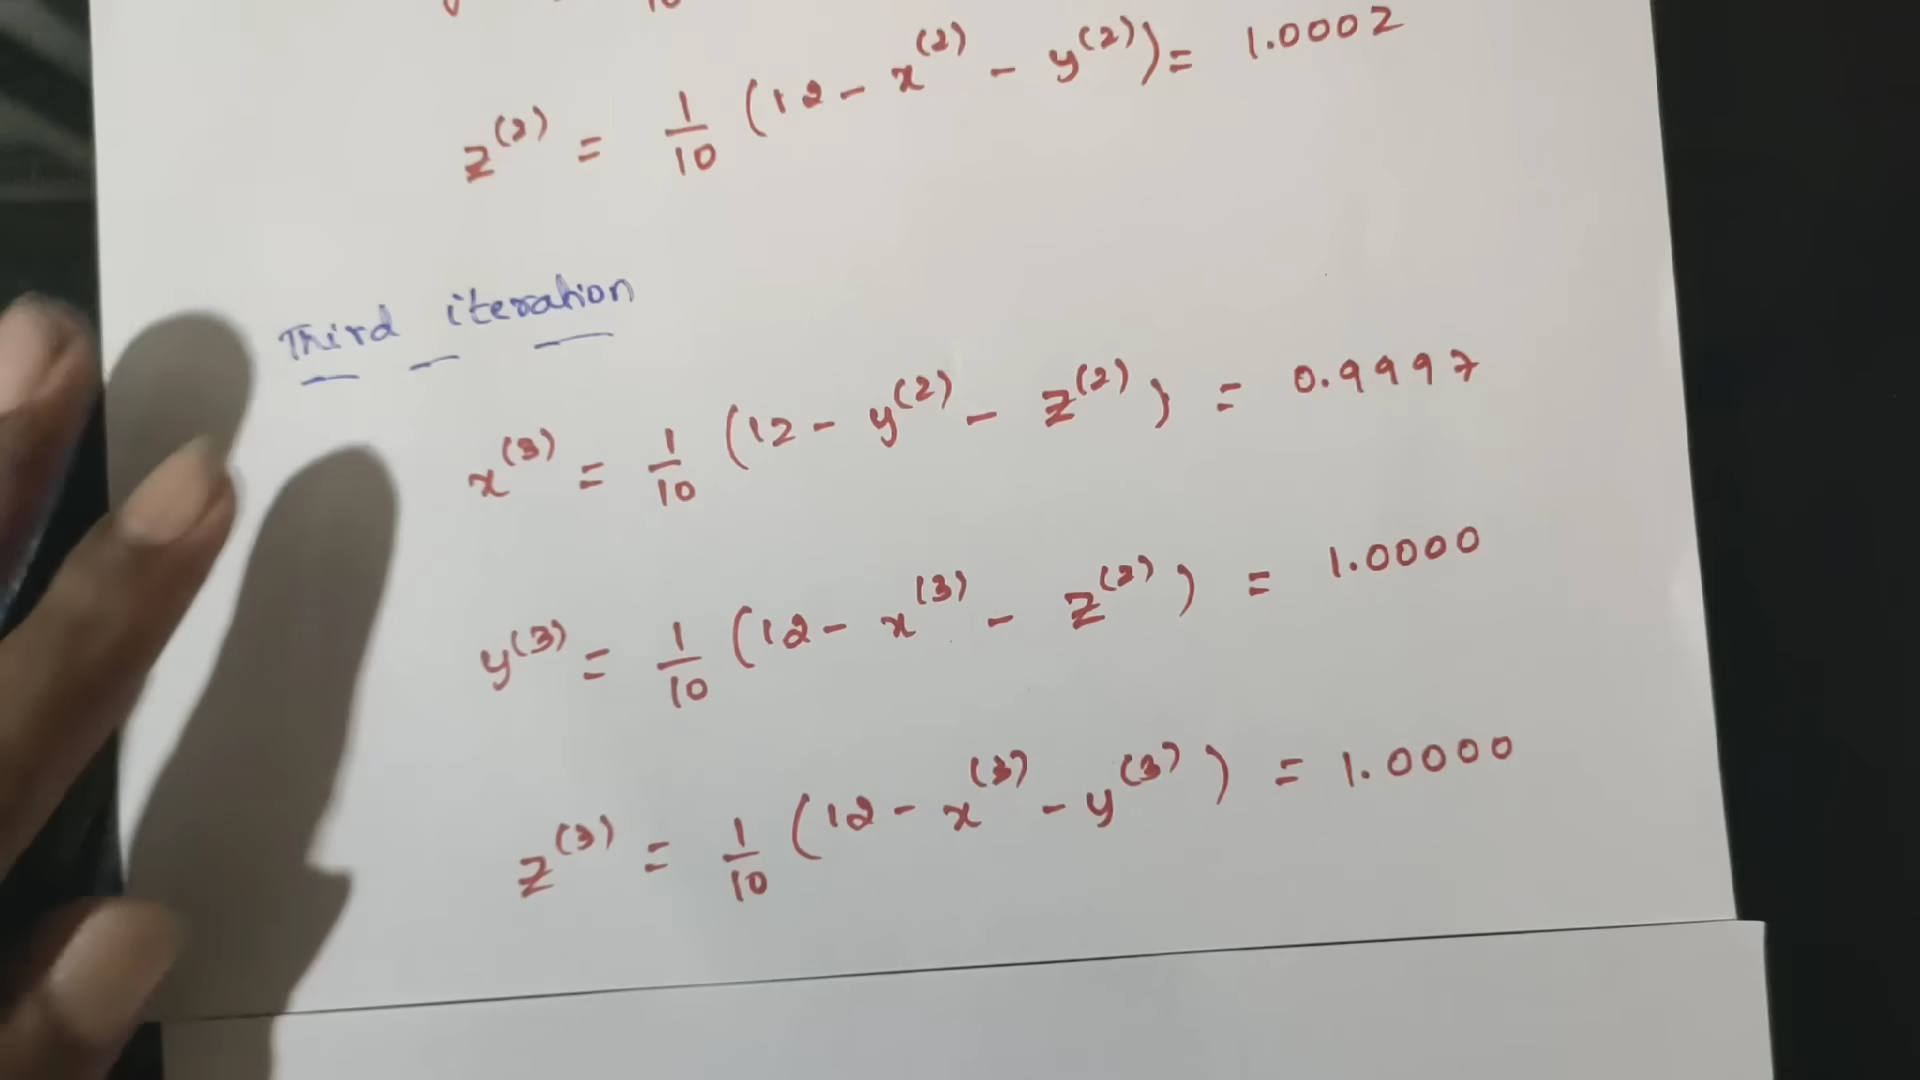 z^(2) = 1/10 (12 - x^(2) - y^(2)) = 1.0002
Third iteration
x^(3) = 1/10 (12 - y^(2) - z^(2)) = 0.9997
y^(3) = 1/10 (12 - x^(3) - z^(2)) = 1.0000
z^(3) = 1/10 (12 - x^(3) - y^(3)) = 1.0000